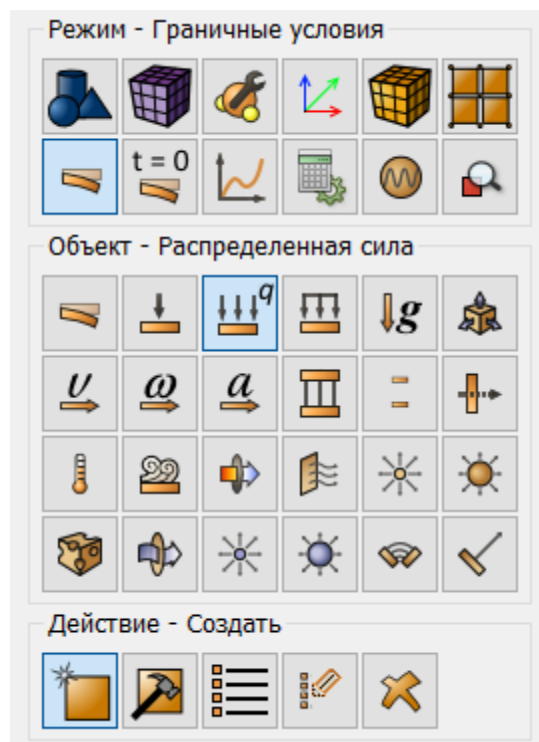 Режим - Граничные условия
t = 0
Объект - Распределенная сила
q
g
υ ω a
Действие - Создать